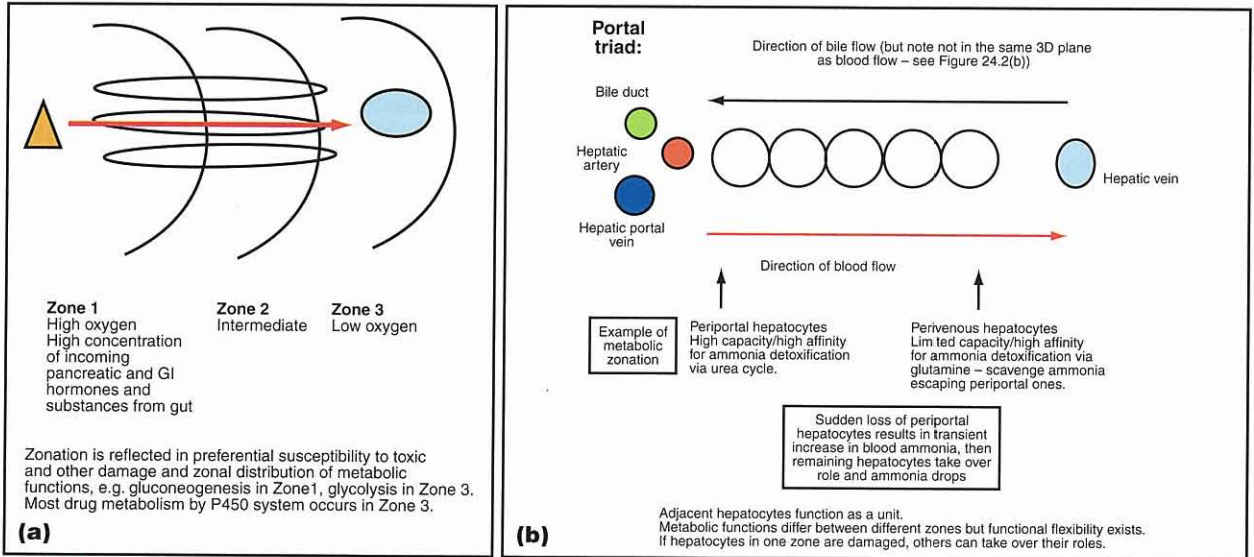 Zone 1
High oxygen
High concentration
of incoming
pancreatic and GI
hormones and
substances from gut
Zone 2
Intermediate
Zone 3
Low oxygen
Zonation is reflected in preferential susceptibility to toxic
and other damage and zonal distribution of metabolic
functions, e.g. gluconeogenesis in Zone1, glycolysis in Zone 3.
Most drug metabolism by P450 system occurs in Zone 3.
(a)
Portal
triad:
Direction of bile flow (but note not in the same 3D plane
as blood flow – see Figure 24.2(b))
Bile duct
Heptatic
artery
Hepatic portal
vein
Hepatic vein
Direction of blood flow
Example of
metabolic
zonation
Periportal hepatocytes
High capacity/high affinity
for ammonia detoxification
via urea cycle.
Perivenous hepatocytes
Lim ted capacity/high affinity
for ammonia detoxification via
glutamine – scavenge ammonia
escaping periportal ones.
Sudden loss of periportal
hepatocytes results in transient
increase in blood ammonia, then
remaining hepatocytes take over
role and ammonia drops
Adjacent hepatocytes function as a unit.
Metabolic functions differ between different zones but functional flexibility exists.
If hepatocytes in one zone are damaged, others can take over their roles.
(b)